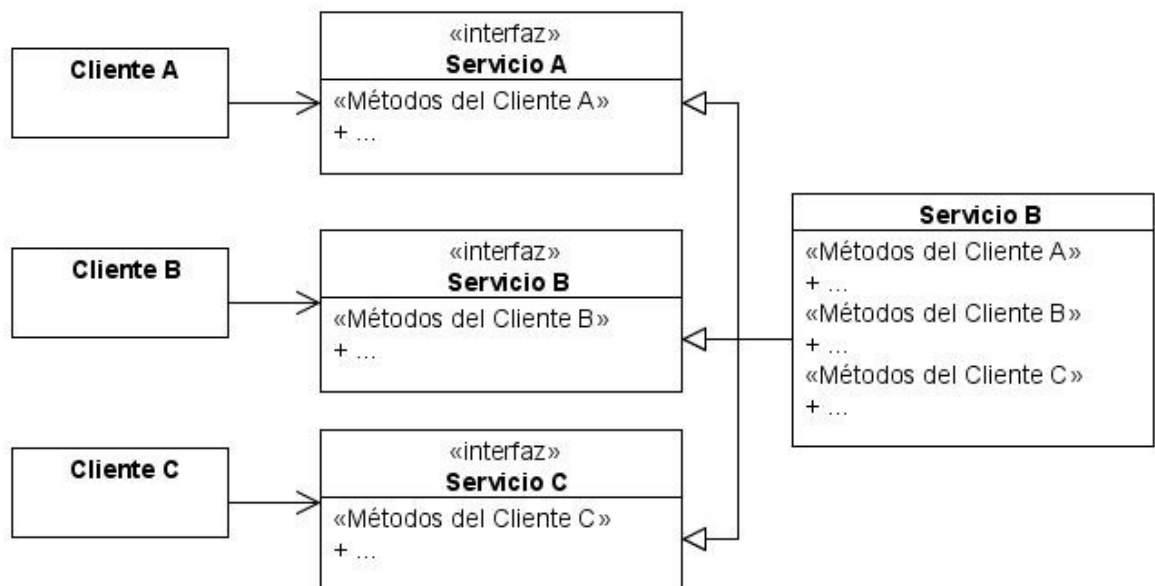 Cliente A
«interfaz»
Servicio A
«Métodos del Cliente A»
+ ...
Cliente B
«interfaz»
Servicio B
«Métodos del Cliente B»
+ ...
Cliente C
«interfaz»
Servicio C
«Métodos del Cliente C»
+ ...
Servicio B
«Métodos del Cliente A»
+ ...
«Métodos del Cliente B»
+ ...
«Métodos del Cliente C»
+ ...